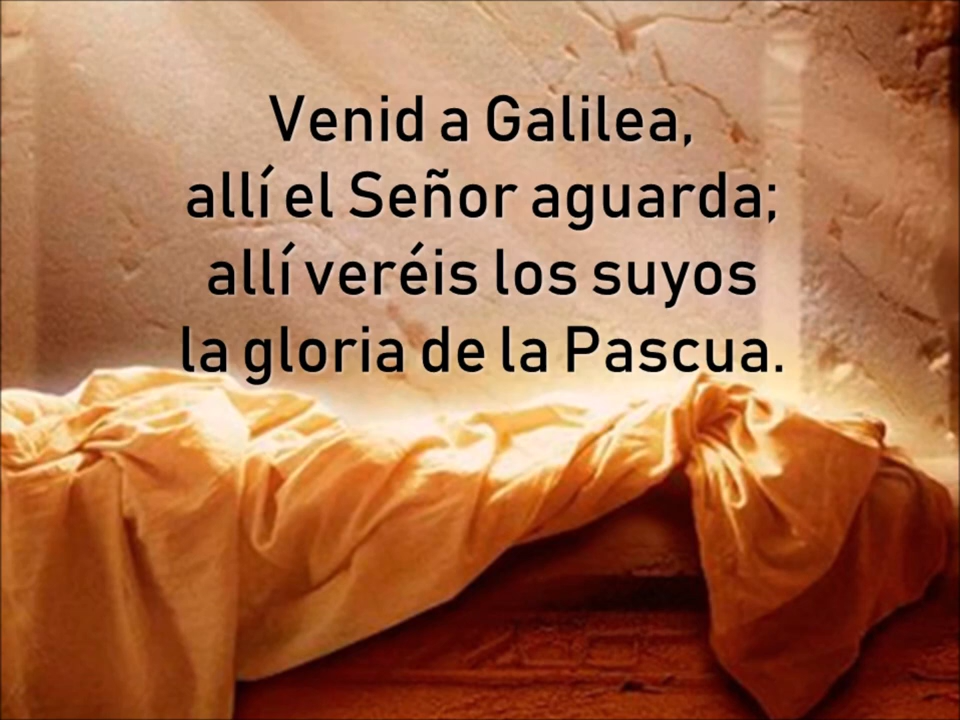 Venid a Galilea,
allí el Señor aguarda;
allí veréis los suyos
la gloria de la Pascua.